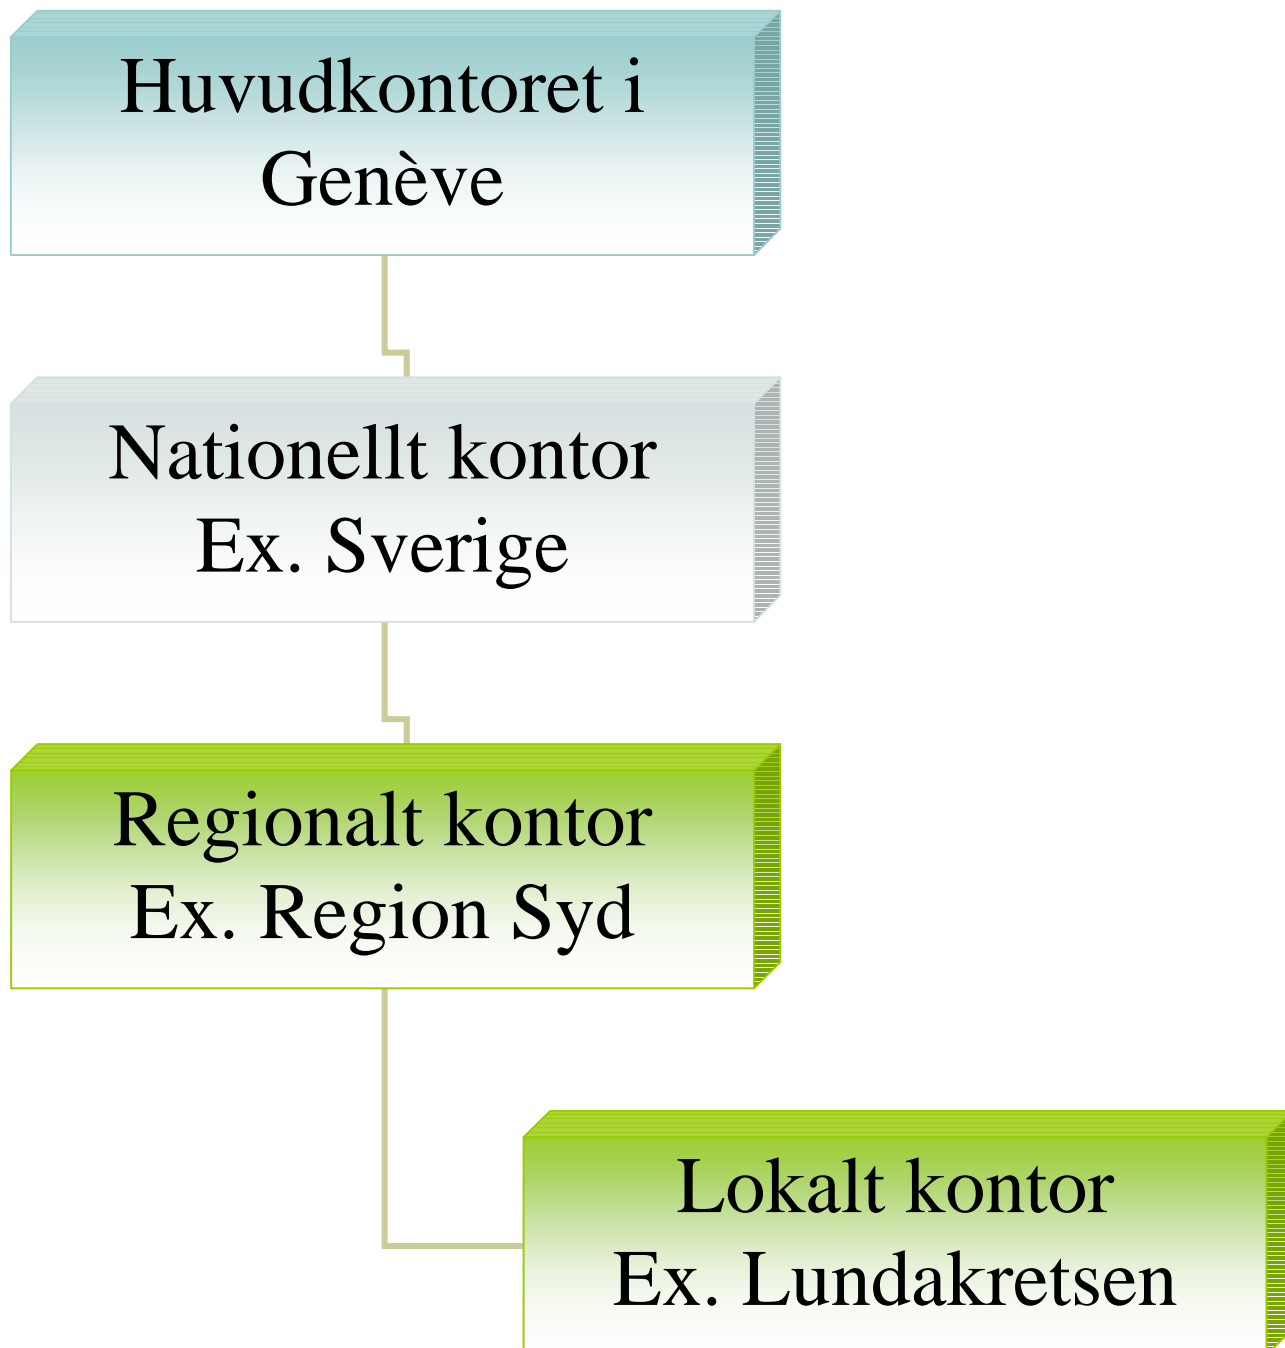 Huvudkontoret i
Genève
Nationellt kontor
Ex. Sverige
Regionalt kontor
Ex. Region Syd
Lokalt kontor
Ex. Lundakretsen